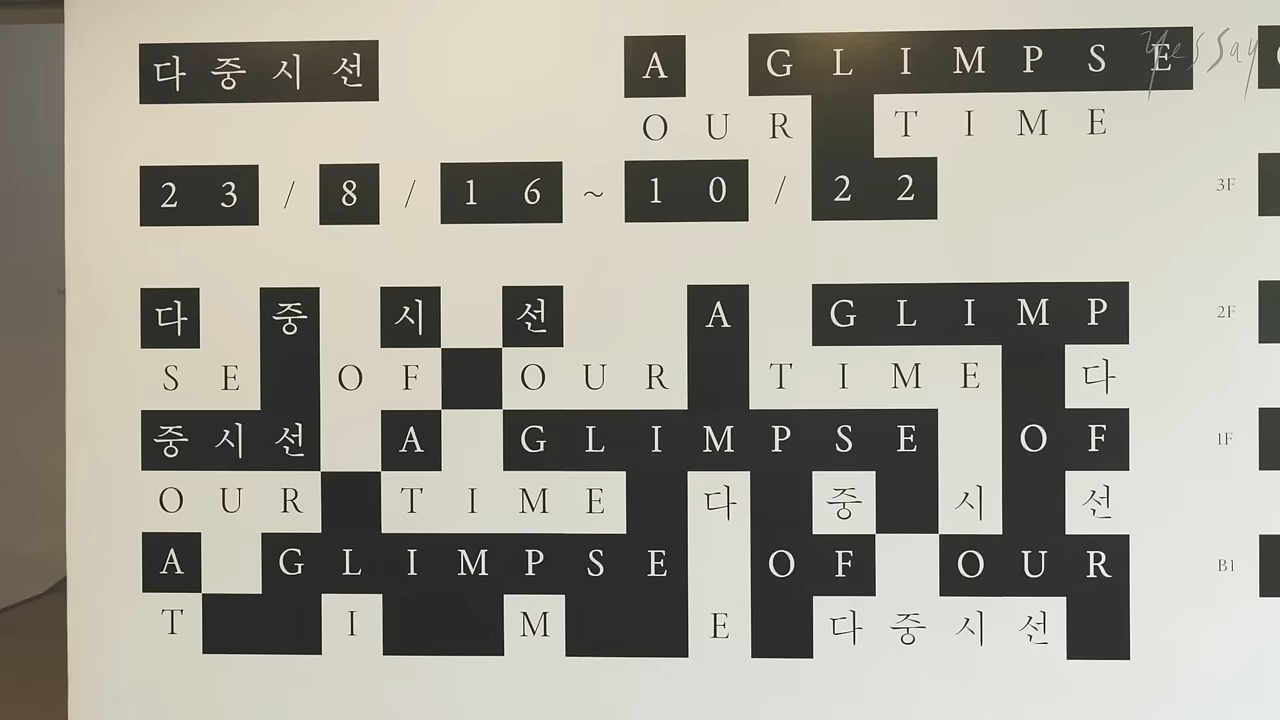 다중시선 A GLIMPSE
OUR TIME
23/8/16~10/22
3F
다 중 시 선 A GLIMP
2F
SE OF OUR TIME 다
중시선 A GLIMPSE OF
1F
OUR TIME 다 중 시 선
A GLIMPSE OF OUR
B1
T I M E 다중시선
yessay